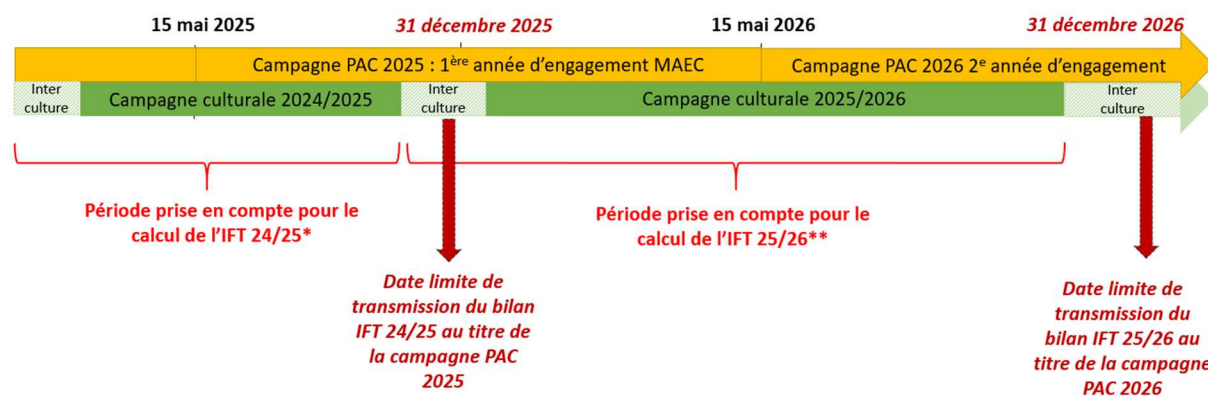 15 mai 2025
31 décembre 2025
15 mai 2026
31 décembre 2026
Campagne PAC 2025 : 1ère année d’engagement MAEC
Campagne PAC 2026 2e année d’engagement
Inter
culture
Campagne culturale 2024/2025
Inter
culture
Campagne culturale 2025/2026
Inter
culture
Période prise en compte pour le
calcul de l’IFT 24/25*
Période prise en compte pour le
calcul de l’IFT 25/26**
Date limite de
transmission du bilan
IFT 24/25 au titre de
la campagne PAC
2025
Date limite de
transmission du
bilan IFT 25/26 au
titre de la campagne
PAC 2026